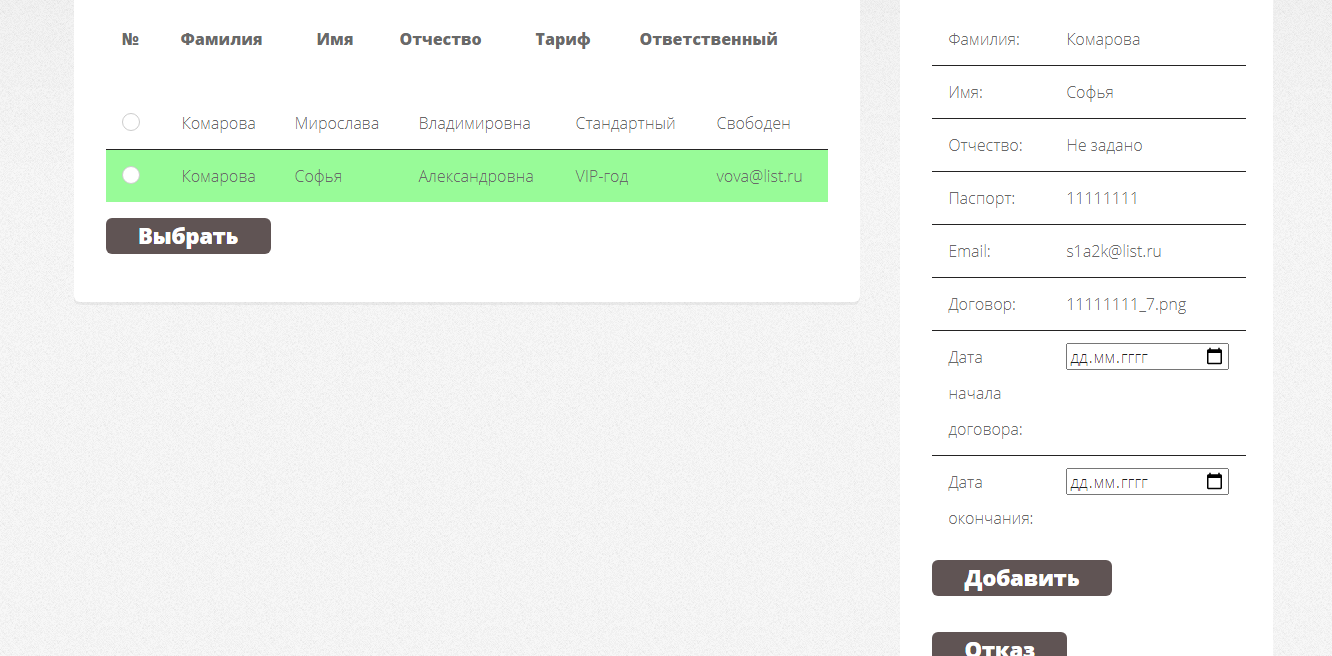 № Фамилия Имя Отчество Тариф Ответственный
Комарова Мирослава Владимировна Стандартный Свободен
Комарова Софья Александровна VIP-год vova@list.ru
Выбрать
Фамилия: Комарова
Имя: Софья
Отчество: Не задано
Паспорт: 11111111
Email: s1a2k@list.ru
Договор: 11111111_7.png
Дата дд.мм.гггг
начала
договора:
Дата дд.мм.гггг
окончания:
Добавить
Отказ